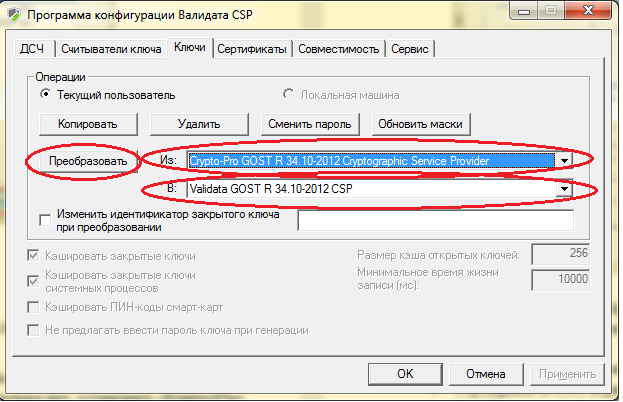 Программа конфигурации Валидата CSP
ДСЧ Считыватели ключа Ключи Сертификаты Совместимость Сервис
Операции
Текущий пользователь Локальная машина
Копировать Удалить Сменить пароль Обновить маски
Преобразовать Из: Crypto-Pro GOST R 34.10-2012 Cryptographic Service Provider
В: Validata GOST R 34.10-2012 CSP
Изменить идентификатор закрытого ключа
при преобразовании
Кэшировать закрытые ключи Размер кэша открытых ключей: 256
Кэшировать закрытые ключи Минимальное время жизни
системных процессов записи (мс): 10000
Кэшировать ПИН-коды смарт-карт
Не предлагать ввести пароль ключа при генерации
OK Отмена Применить